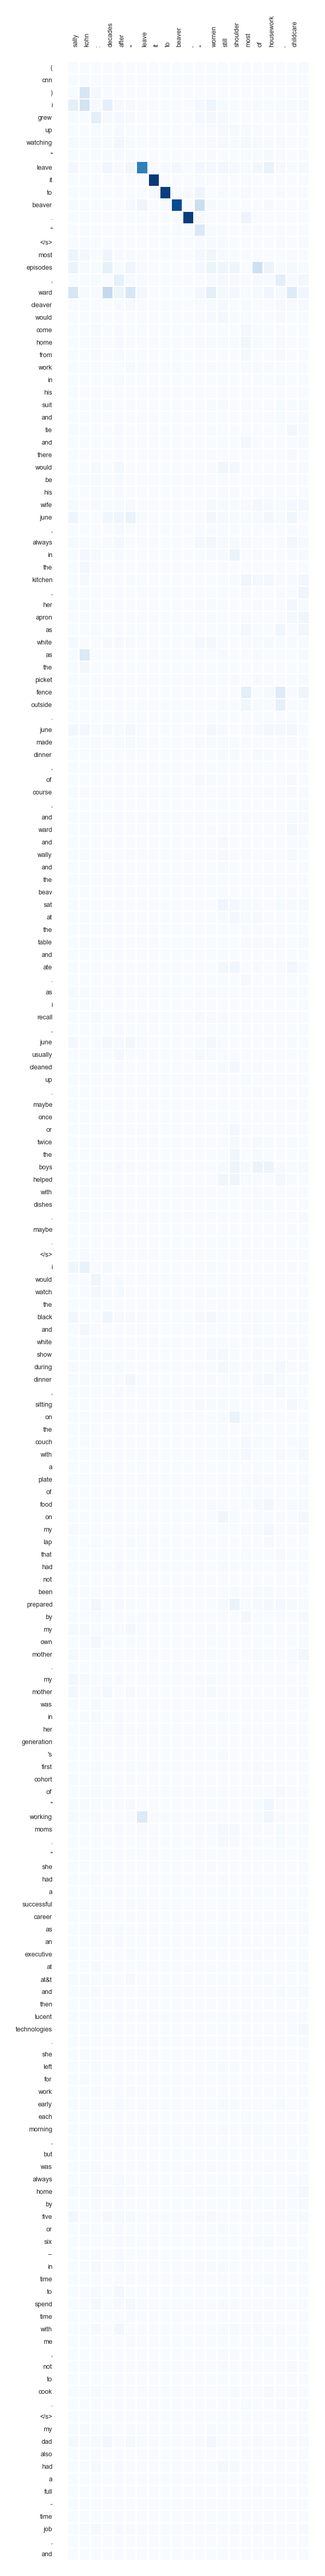 sally kohn : decades after " leave it to beaver , " women still shoulder most of housework , childcare .
(
cnn
)
i
grew
up
watching
"
leave
it
to
beaver
.
"
</s>
most
episodes
,
ward
cleaver
would
come
home
from
work
in
his
suit
and
tie
and
there
would
be
his
wife
june
,
always
in
the
kitchen
,
her
apron
as
white
as
the
picket
fence
outside
.
june
made
dinner
,
of
course
,
and
ward
and
wally
and
the
beav
sat
at
the
table
and
ate
.
as
i
recall
,
june
usually
cleaned
up
.
maybe
once
or
twice
the
boys
helped
with
dishes
.
maybe
.
</s>
i
would
watch
the
black
and
white
show
during
dinner
,
sitting
on
the
couch
with
a
plate
of
food
on
my
lap
that
had
not
been
prepared
by
my
own
mother
.
my
mother
was
in
her
generation
's
first
cohort
of
"
working
moms
.
"
she
had
a
successful
career
as
an
executive
at
at&t
and
then
lucent
technologies
.
she
left
for
work
early
each
morning
,
but
was
always
home
by
five
or
six
–
in
time
to
spend
time
with
me
,
not
to
cook
.
</s>
my
dad
also
had
a
full
-
time
job
,
and